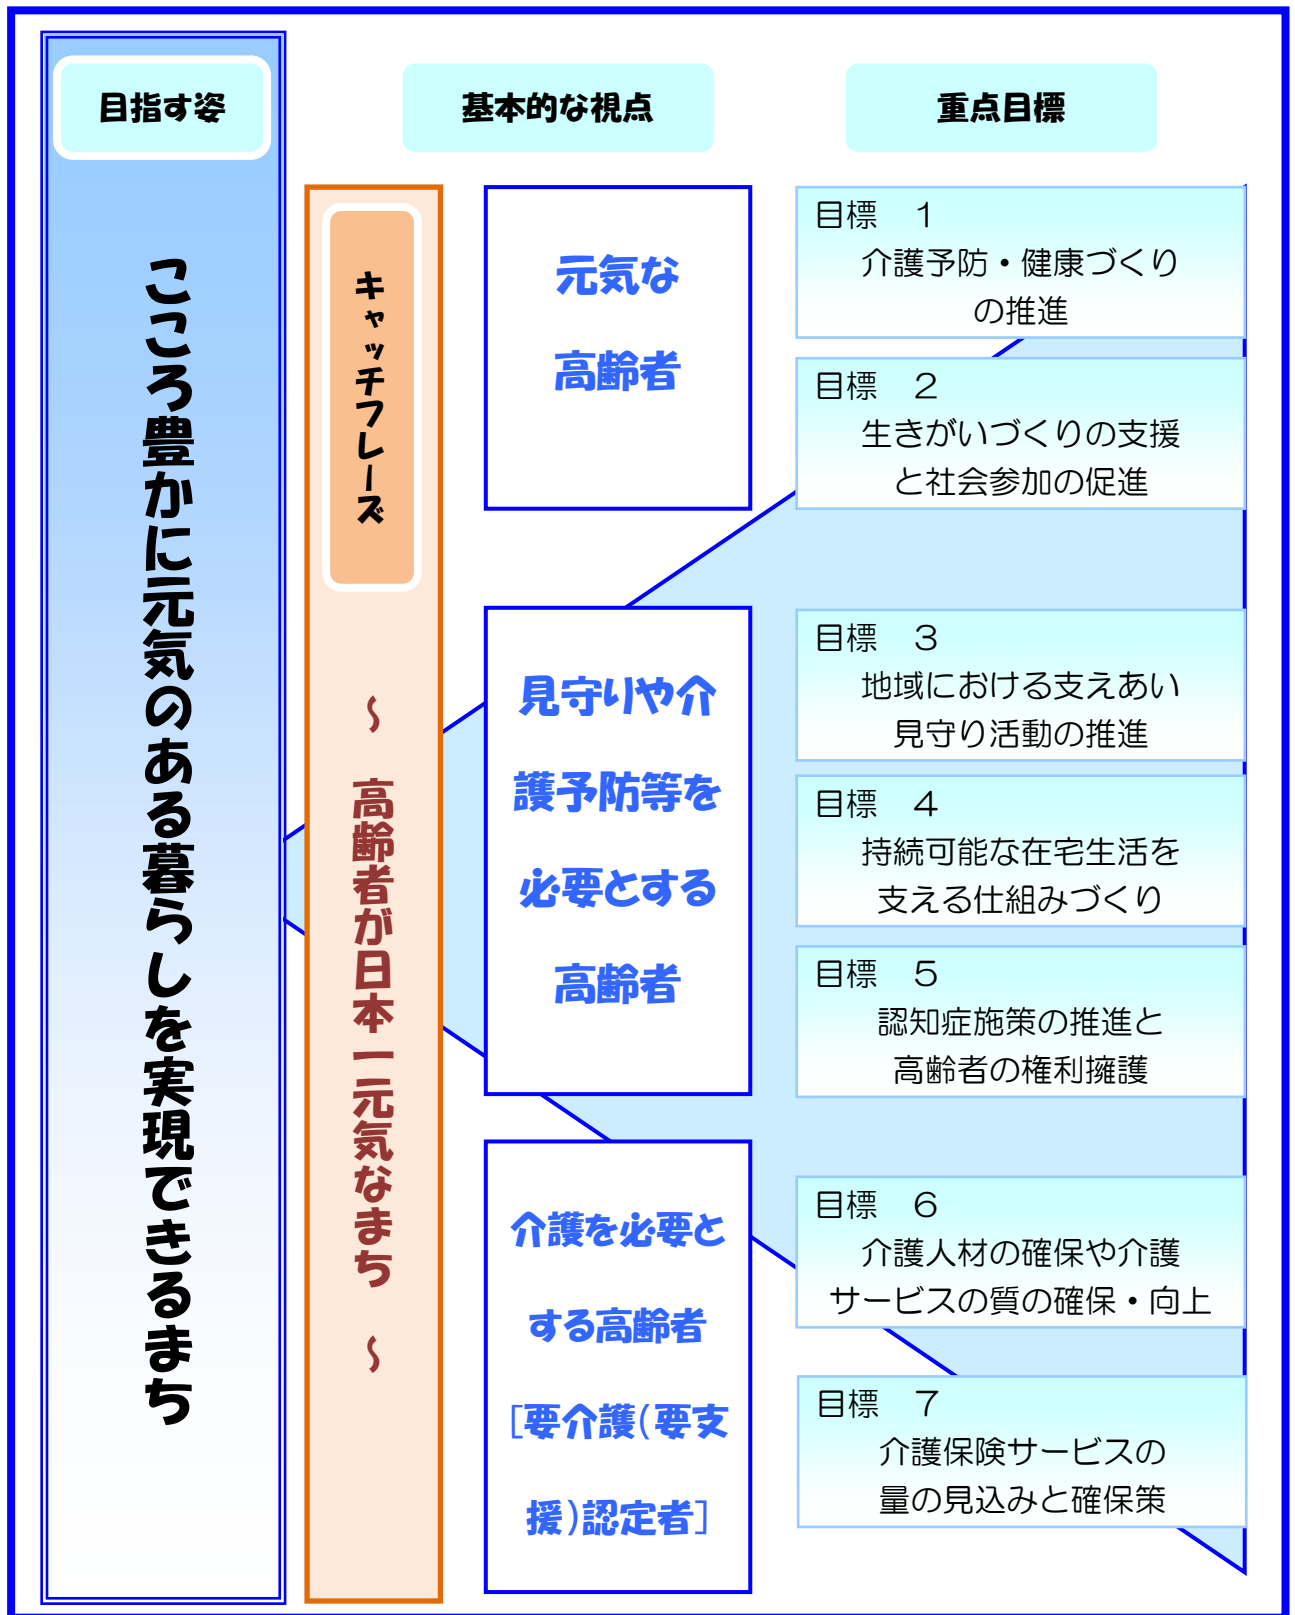 目指す姿
こころ豊かに元気のある暮らしを実現できるまち
キャッチフレーズ
～　高齢者が日本一元気なまち　～
基本的な視点
元気な
高齢者
見守りや介
護予防等を
必要とする
高齢者
介護を必要と
する高齢者
[要介護(要支
援)認定者]
重点目標
目標　１
介護予防・健康づくり
の推進
目標　２
生きがいづくりの支援
と社会参加の促進
目標　３
地域における支えあい
見守り活動の推進
目標　４
持続可能な在宅生活を
支える仕組みづくり
目標　５
認知症施策の推進と
高齢者の権利擁護
目標　６
介護人材の確保や介護
サービスの質の確保・向上
目標　７
介護保険サービスの
量の見込みと確保策